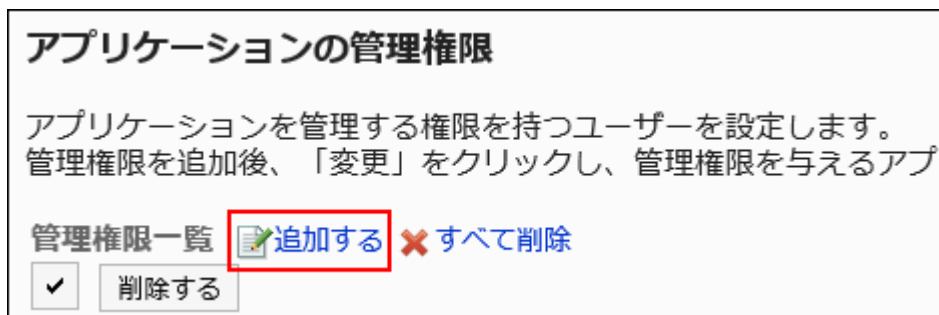 アプリケーションの管理権限
アプリケーションを管理する権限を持つユーザーを設定します。
管理権限を追加後、「変更」をクリックし、管理権限を与えるアプ
管理権限一覧 追加する すべて削除
削除する